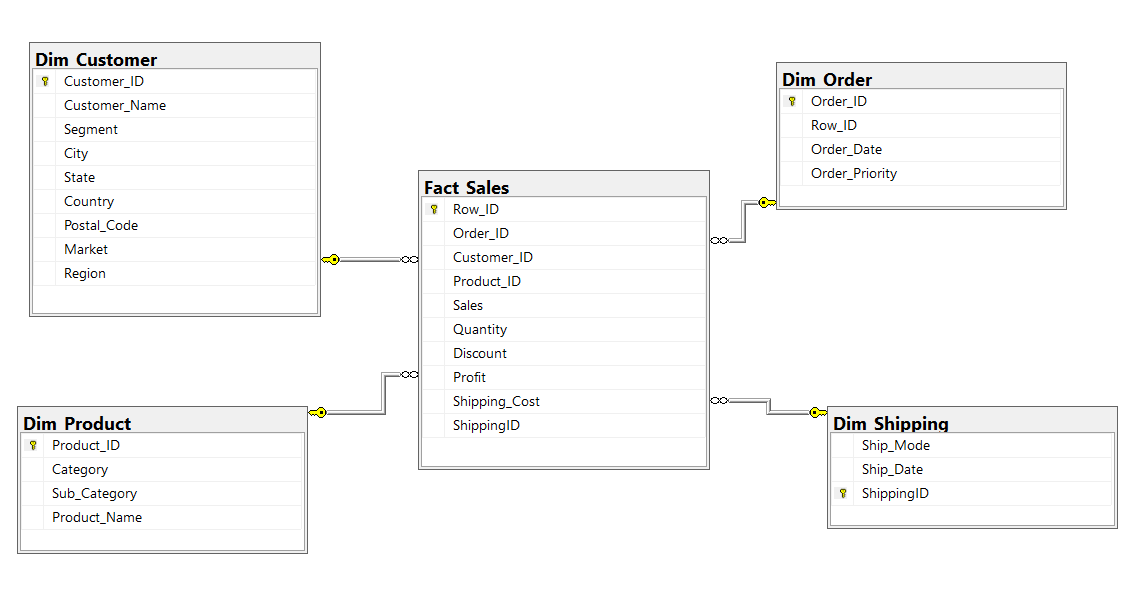 Dim Customer
Customer_ID
Customer_Name
Segment
City
State
Country
Postal_Code
Market
Region
Dim Order
Order_ID
Row_ID
Order_Date
Order_Priority
Fact Sales
Row_ID
Order_ID
Customer_ID
Product_ID
Sales
Quantity
Discount
Profit
Shipping_Cost
ShippingID
Dim Product
Product_ID
Category
Sub_Category
Product_Name
Dim Shipping
Ship_Mode
Ship_Date
ShippingID